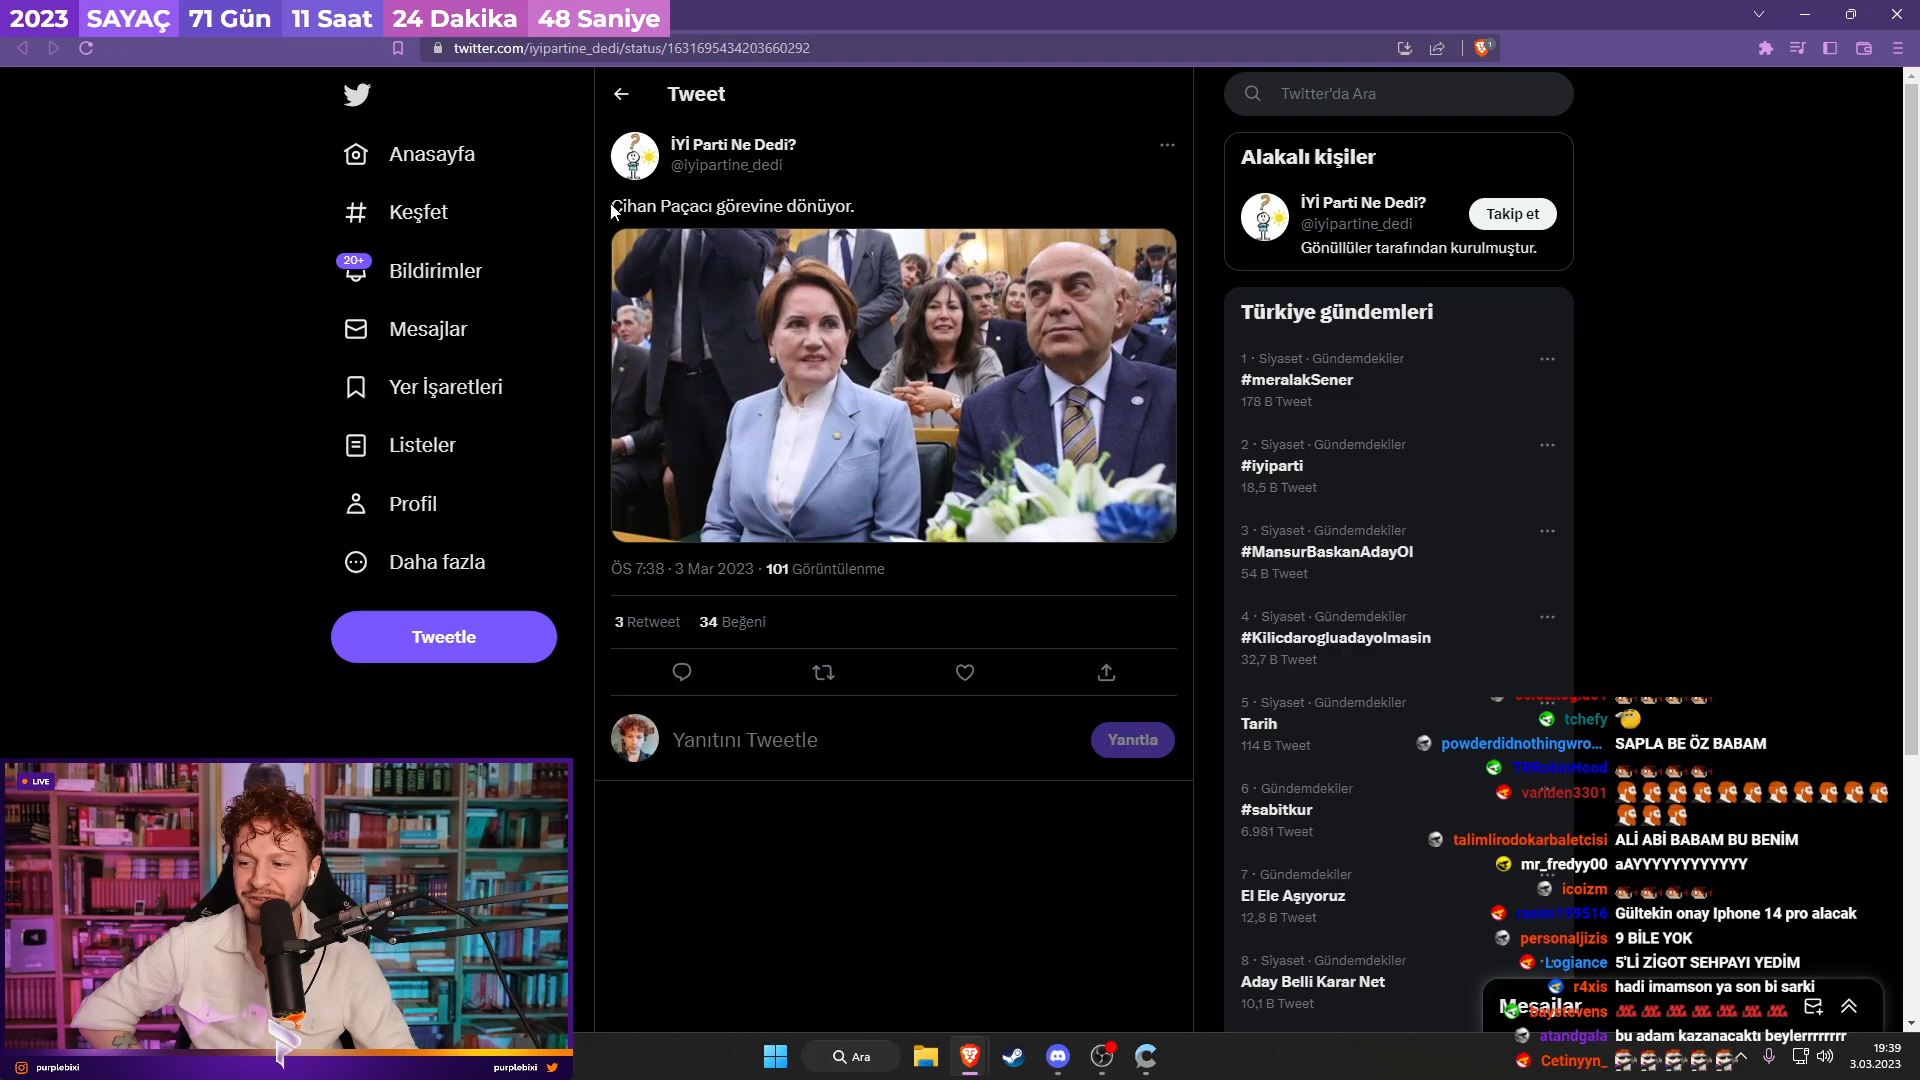 2023 SAYAÇ 71 Gün 11 Saat 24 Dakika 48 Saniye
twitter.com/iyipartine_dedi/status/1631695434203660292
Anasayfa
Keşfet
20+
Bildirimler
Mesajlar
Yer İşaretleri
Listeler
Profil
Daha fazla
Tweetle
Tweet
İYİ Parti Ne Dedi?
@iyipartine_dedi
Cihan Paçacı görevine dönüyor.
ÖS 7:38 · 3 Mar 2023 · 101 Görüntülenme
3 Retweet 34 Beğeni
Yanıtını Tweetle
Yanıtla
Twitter'da Ara
Alakalı kişiler
İYİ Parti Ne Dedi?
@iyipartine_dedi
Takip et
Gönüllüler tarafından kurulmuştur.
Türkiye gündemleri
1 · Siyaset · Gündemdekiler
#meralakSener
178 B Tweet
2 · Siyaset · Gündemdekiler
#iyiparti
18,5 B Tweet
3 · Siyaset · Gündemdekiler
#MansurBaskanAdayOl
54 B Tweet
4 · Siyaset · Gündemdekiler
#Kilicdarogluadayolmasin
32,7 B Tweet
5 · Siyaset · Gündemdekiler
Tarih
114 B Tweet
6 · Gündemdekiler
#sabitkur
6.981 Tweet
7 · Gündemdekiler
El Ele Aşıyoruz
12,8 B Tweet
8 · Siyaset · Gündemdekiler
Aday Belli Karar Net
10,1 B Tweet
Mesajlar
tchefy
powderdidnothingwro... SAPLA BE ÖZ BABAM
TRRobinHood
variden3301
talimlirodokarbaletcisi ALİ ABİ BABAM BU BENİM
mr_fredyy00 aAYYYYYYYYYYYY
icoizm
Gültekin onay Iphone 14 pro alacak
personaljizis 9 BİLE YOK
Logiance 5'Lİ ZİGOT SEHPAYI YEDİM
r4xis hadi imamson ya son bi sarki
baystevens
atandgala bu adam kazanacaktı beylerrrrrrrr
Cetinyyn_
LIVE
purplebixi
purplebixi
Ara
19:39
3.03.2023